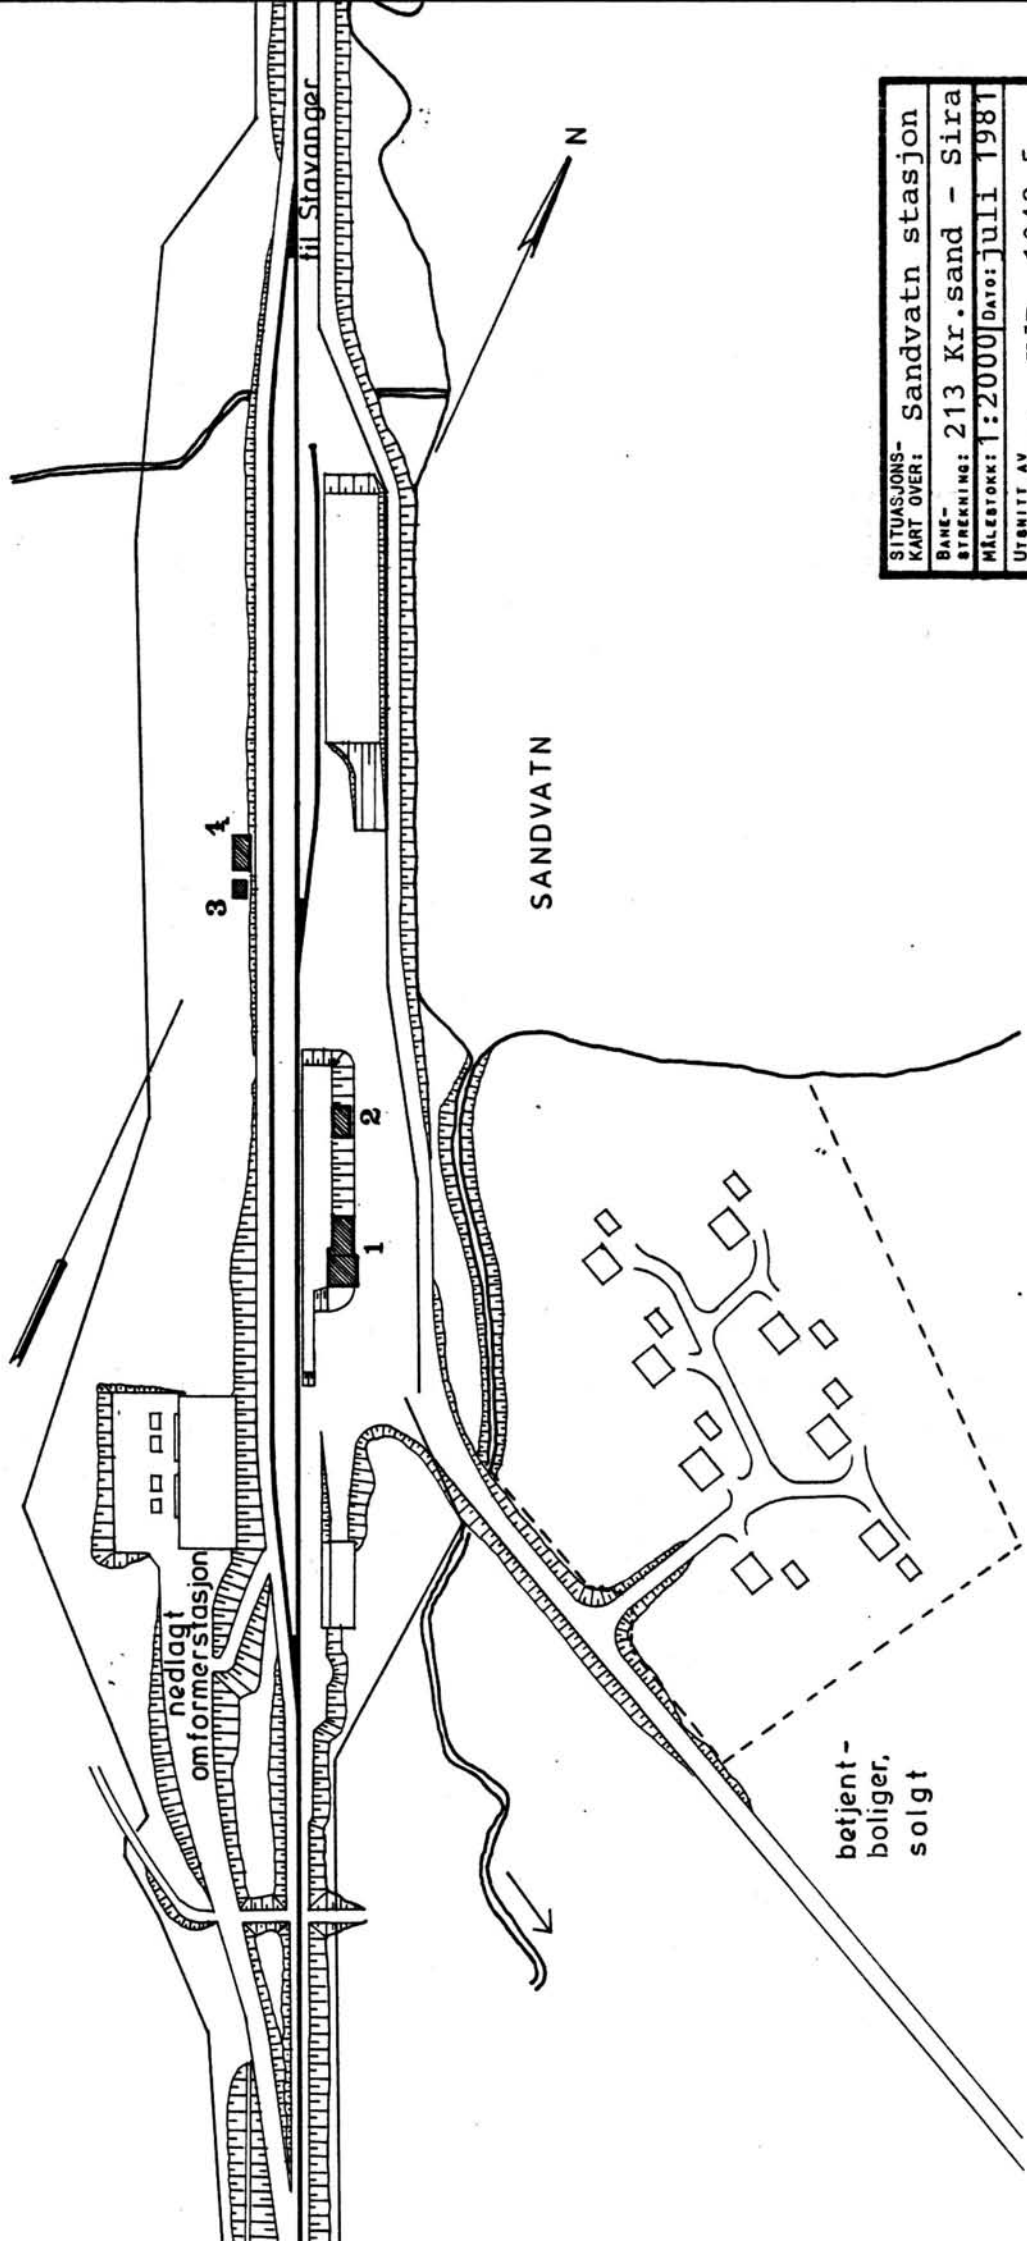 til Stavanger
N
SITUASJONS-
KART OVER: Sandvatn stasjon
BANE-
STREKNING: 213 Kr.sand - Sira
MÅLESTOKK: 1:2000 DATO: juli 1981
UTSNITT AV
4
3
SANDVATN
2
1
nedlagt
omformerstasjon
betjent-
boliger,
solgt